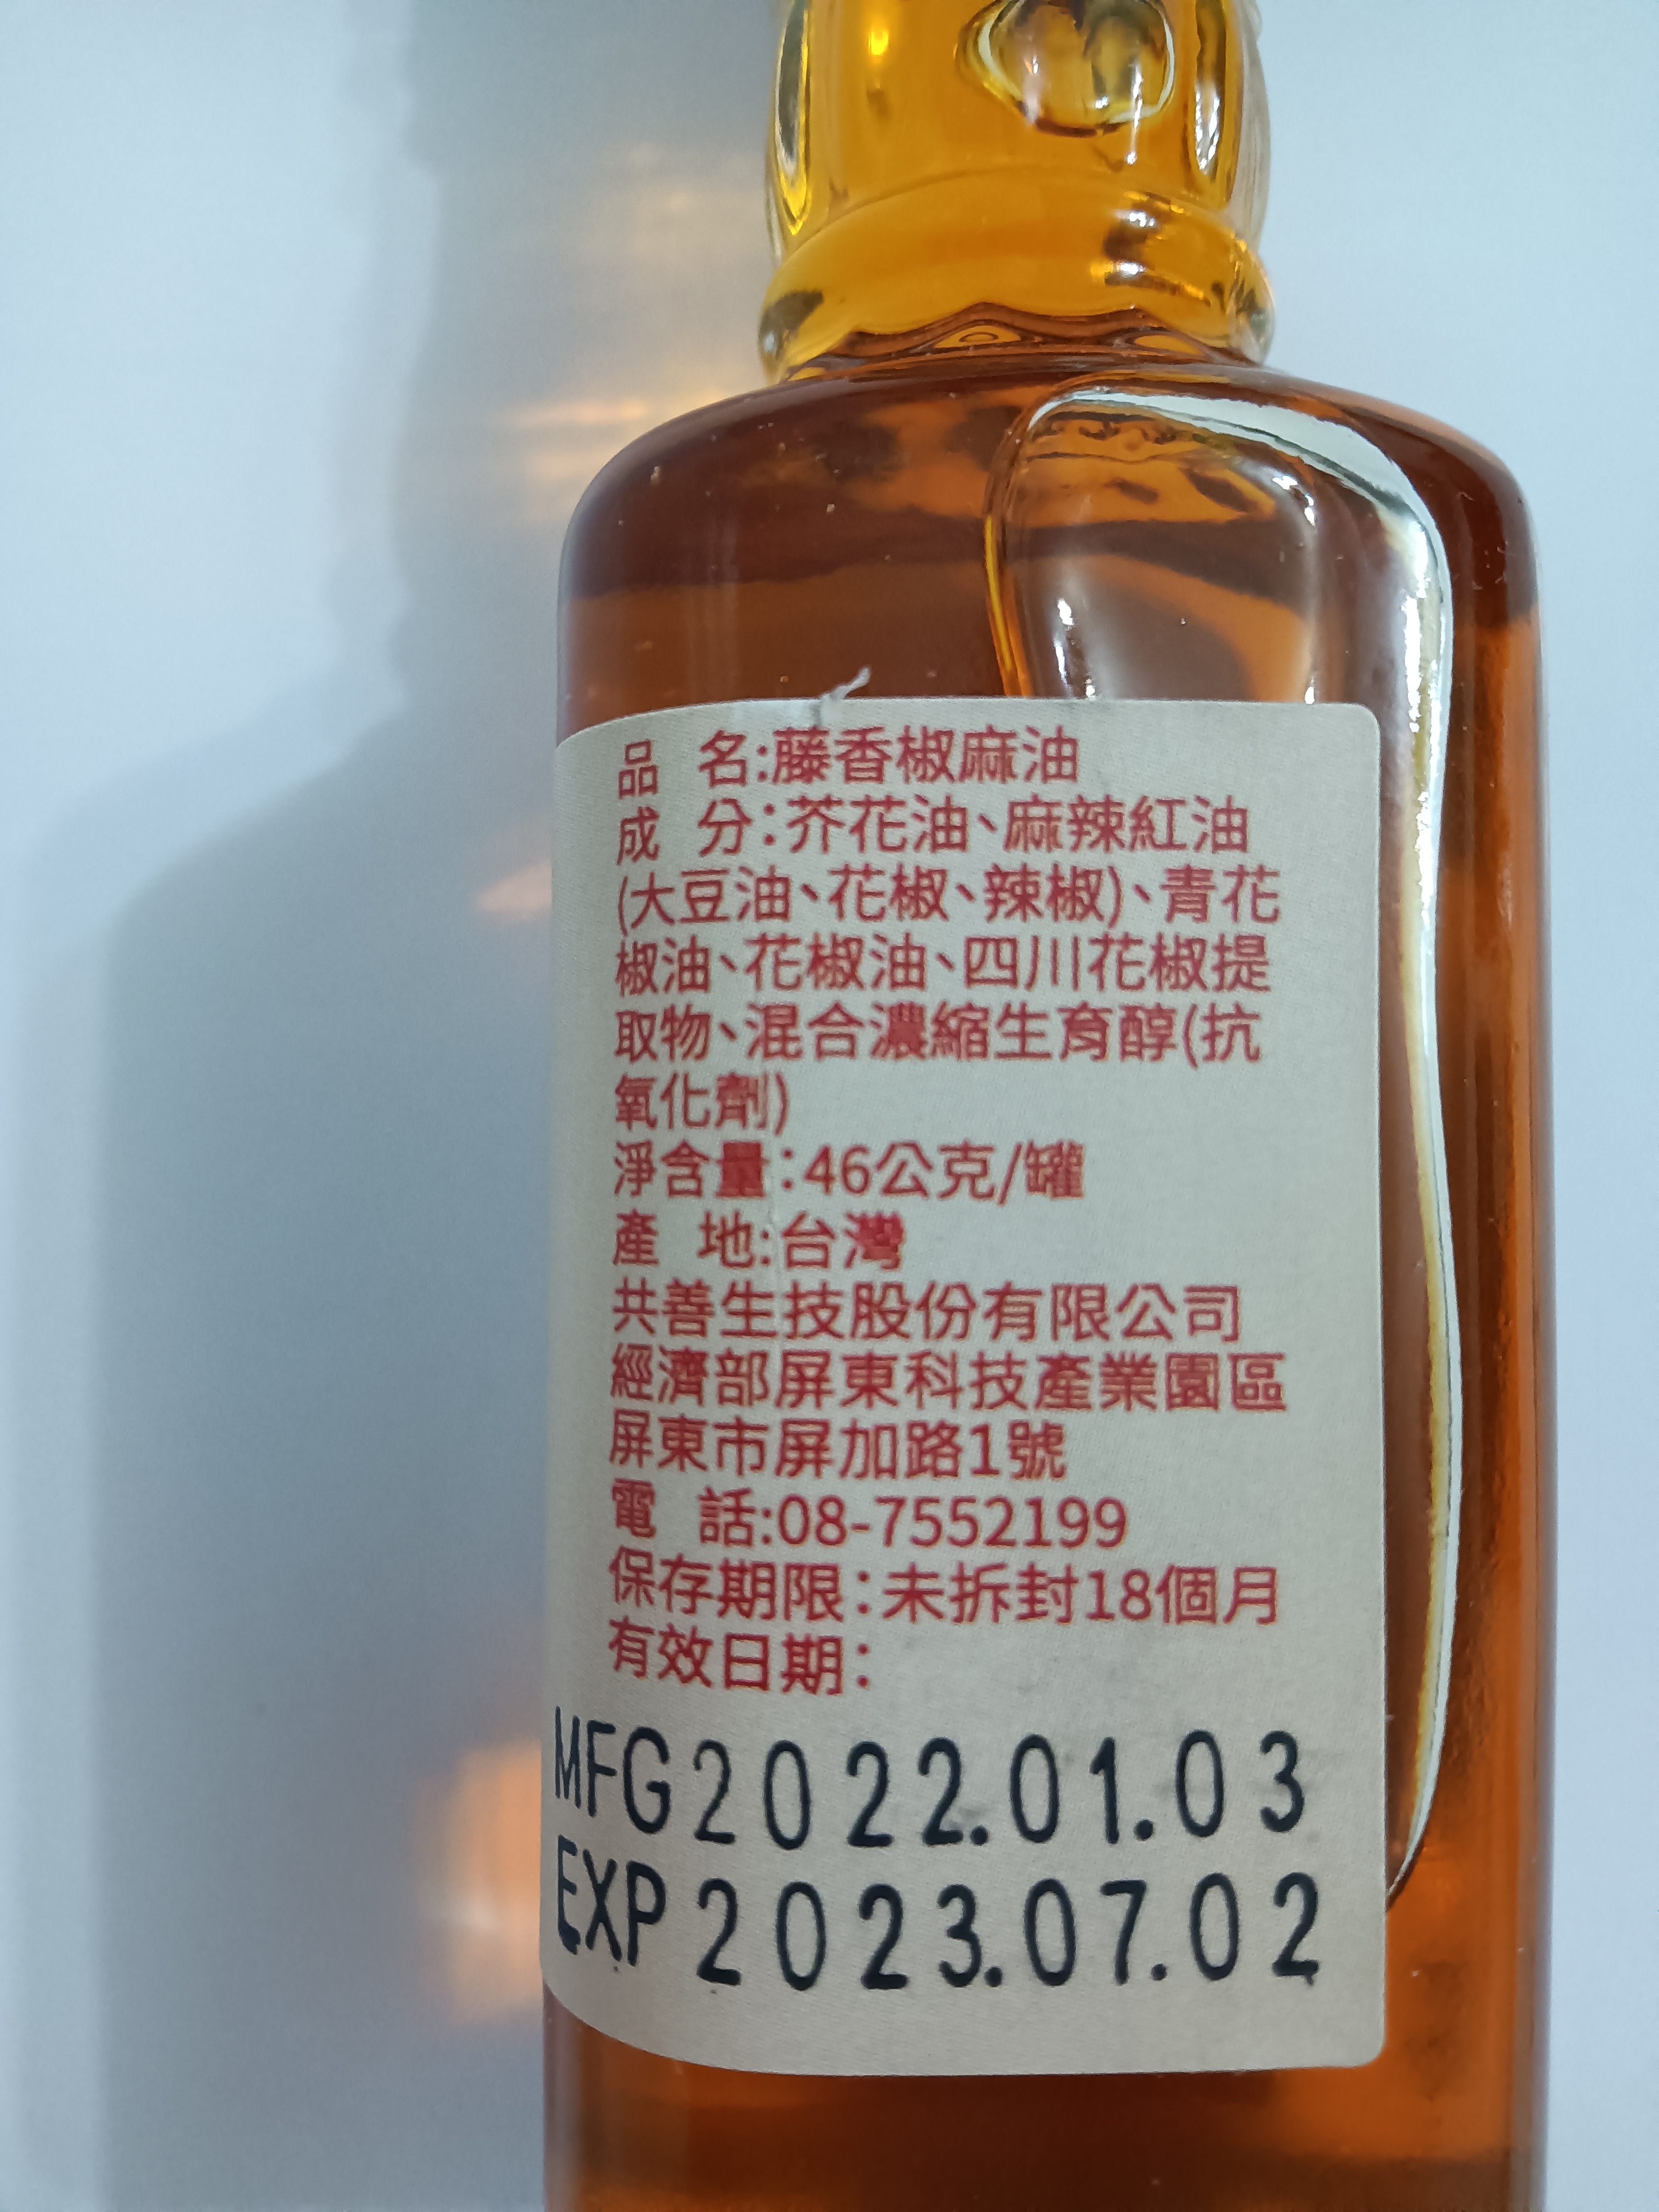 品 名:藤香椒麻油
成 分:芥花油、麻辣紅油
(大豆油、花椒、辣椒)、青花
椒油、花椒油、四川花椒提
取物、混合濃縮生育醇(抗
氧化劑)
淨含量:46公克/罐
產 地:台灣
共善生技股份有限公司
經濟部屏東科技產業園區
屏東市屏加路1號
電 話:08-7552199
保存期限:未拆封18個月
有效日期:
MFG2022.01.03
EXP2023.07.02